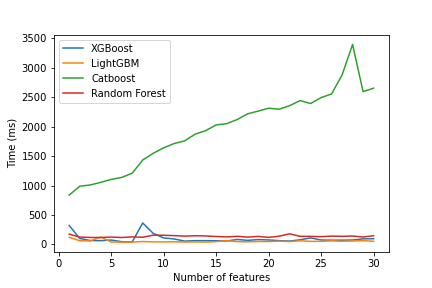 3500
3000
2500
2000
1500
1000
500
0
Time (ms)
XGBoost
LightGBM
Catboost
Random Forest
0 5 10 15 20 25 30
Number of features